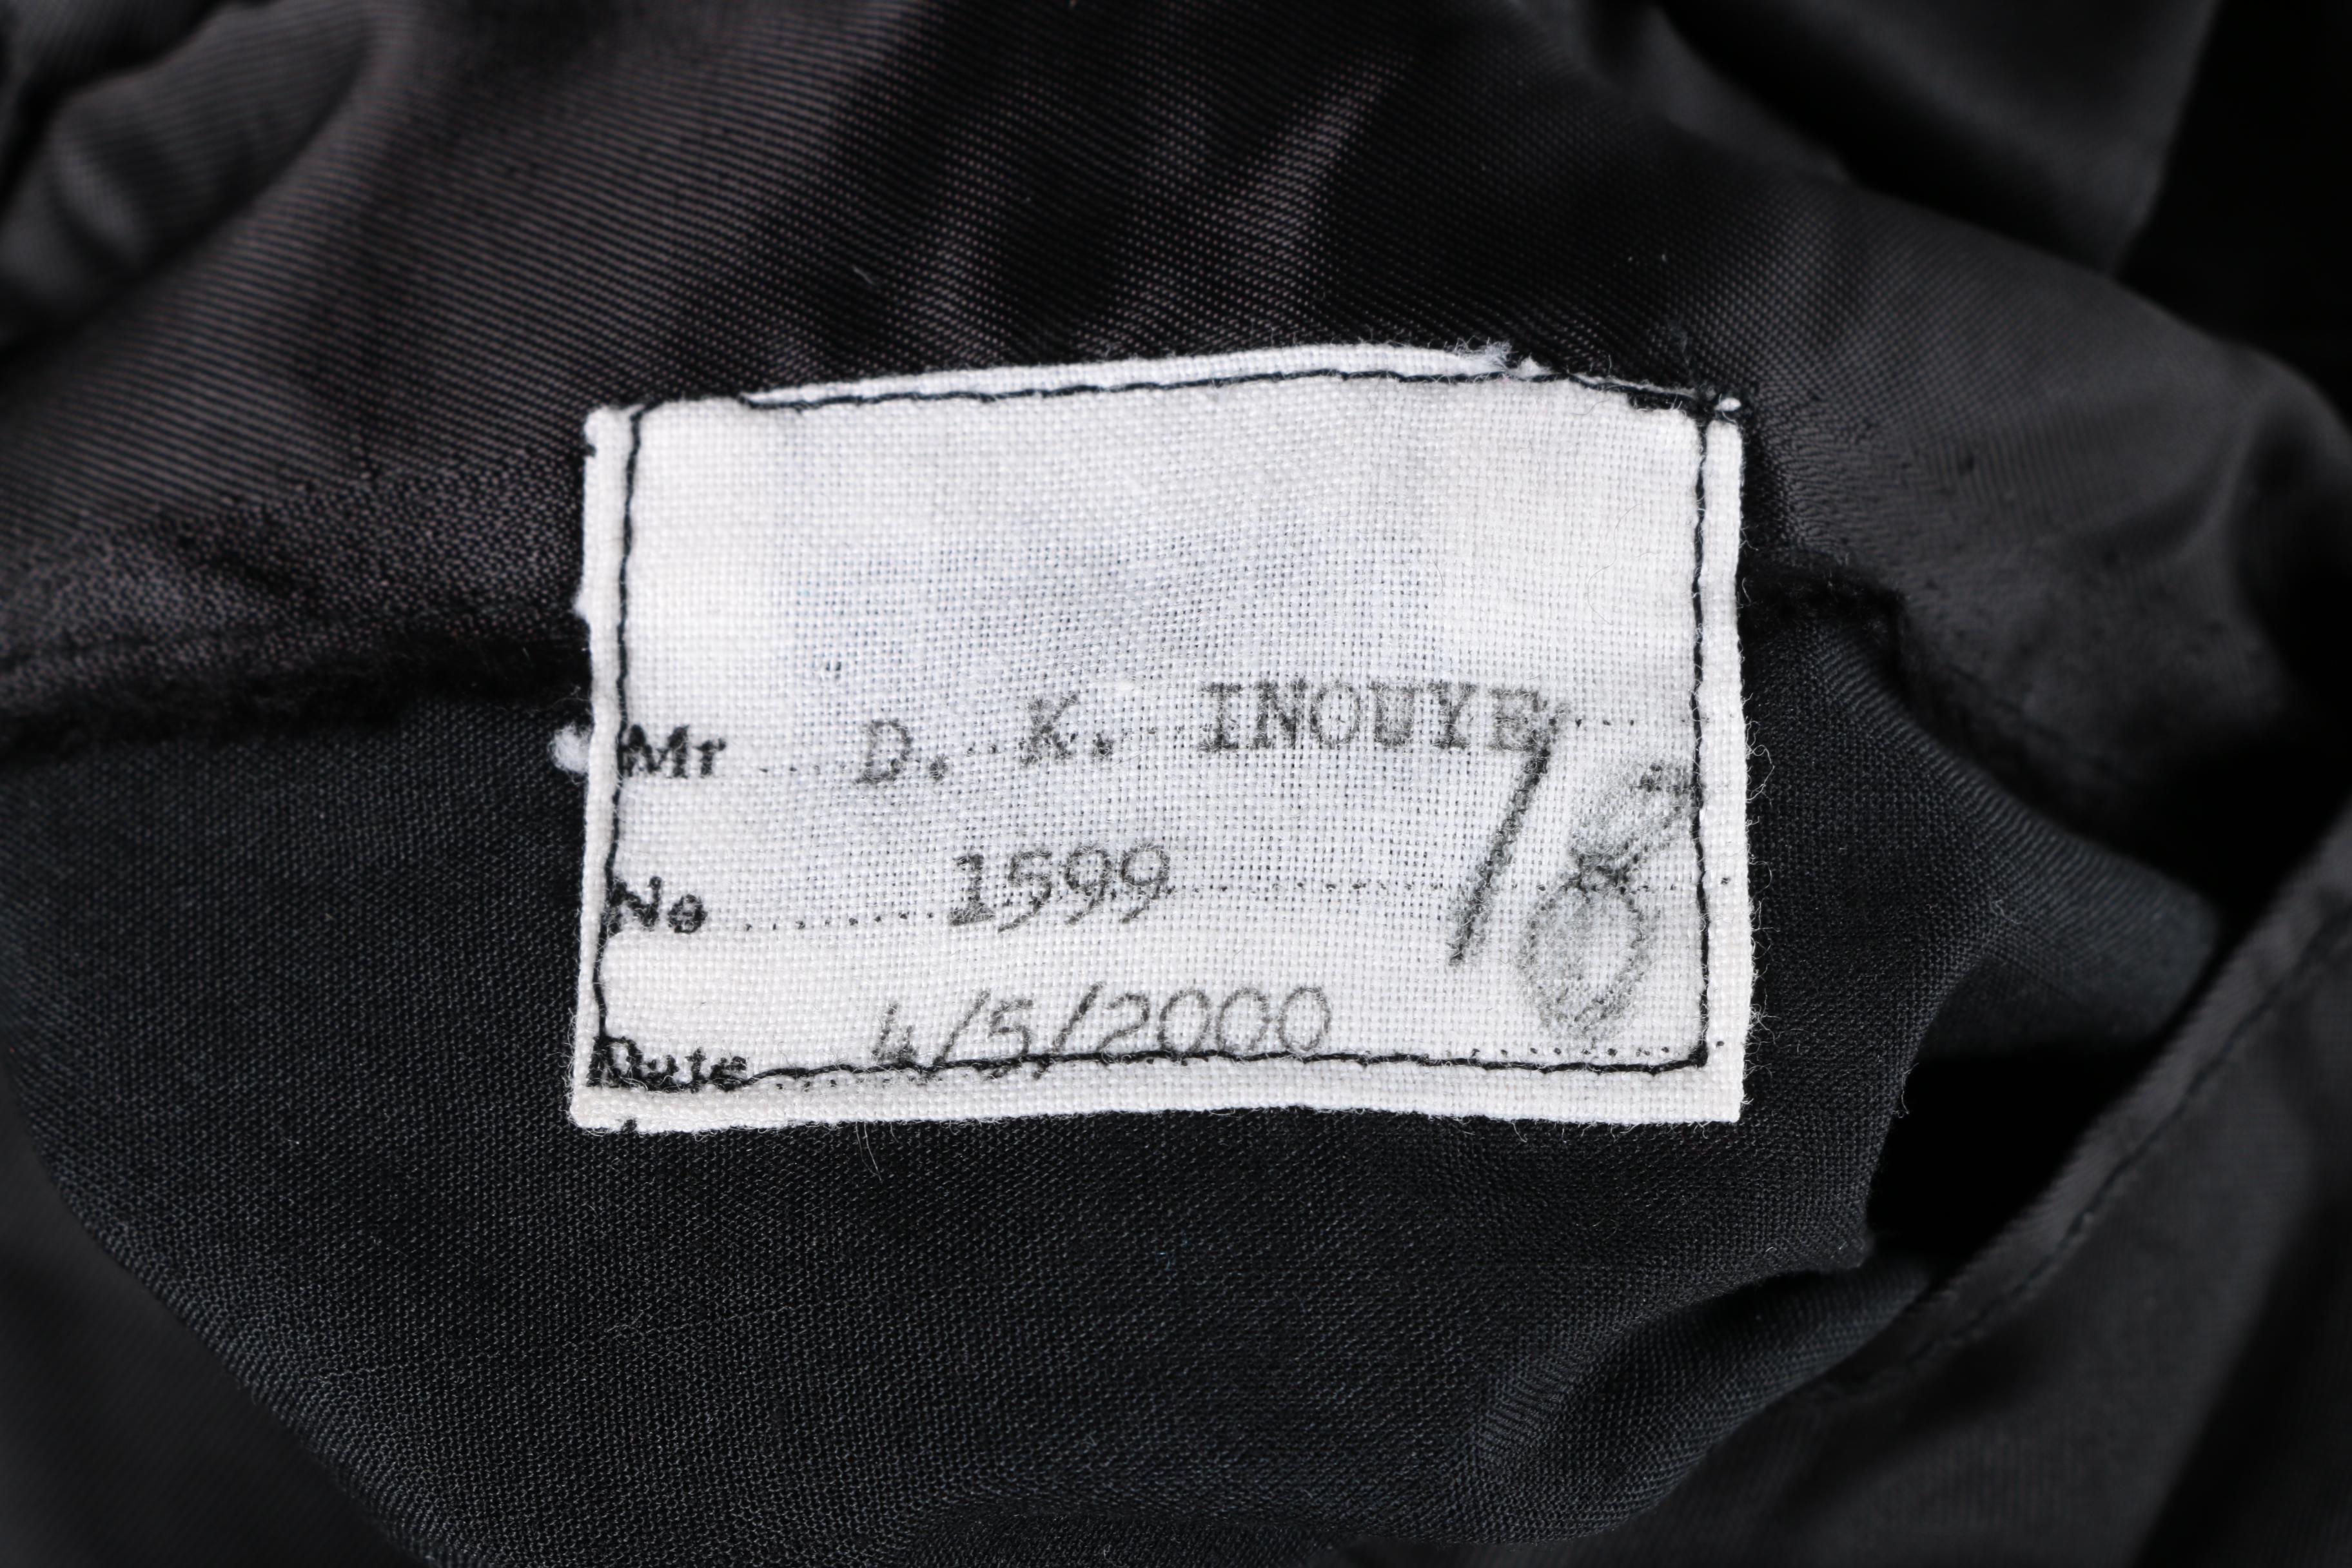 Mr D. K. INOUYE
No 1599
Date 4/5/2000